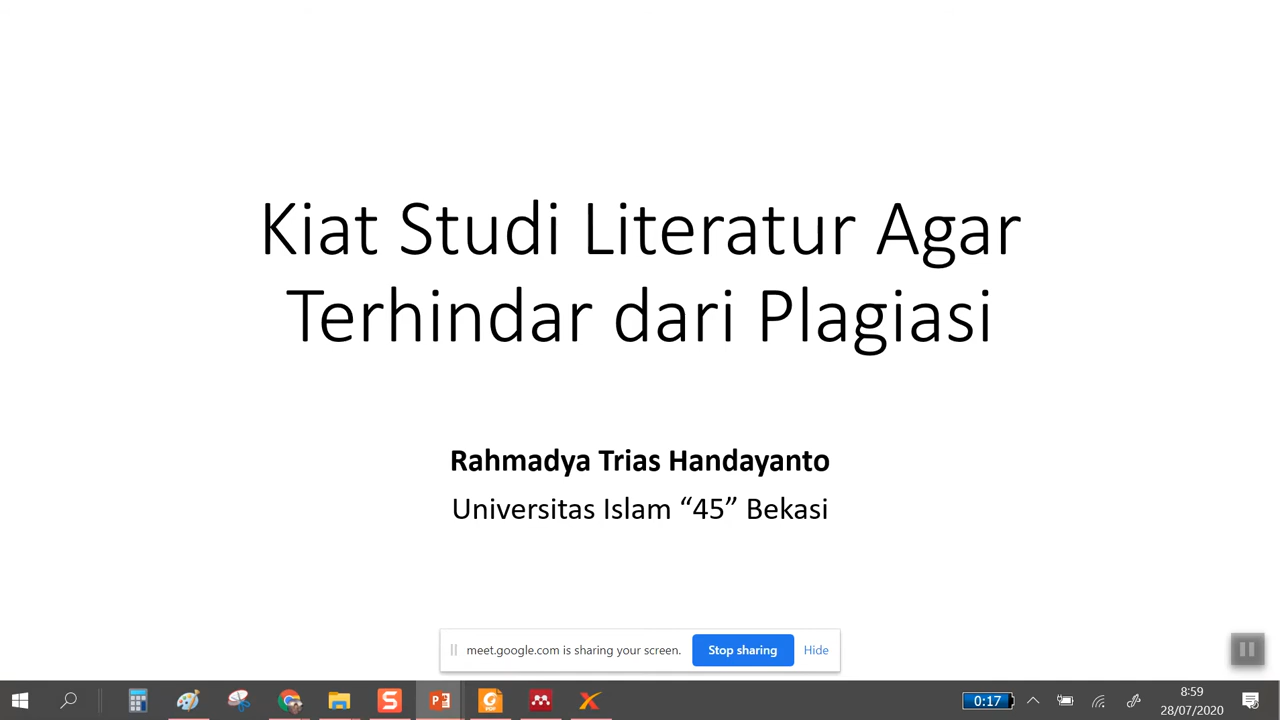 Kiat Studi Literatur Agar
Terhindar dari Plagiasi
Rahmadya Trias Handayanto
Universitas Islam “45” Bekasi
meet.google.com is sharing your screen. Stop sharing Hide
0:17
8:59
28/07/2020